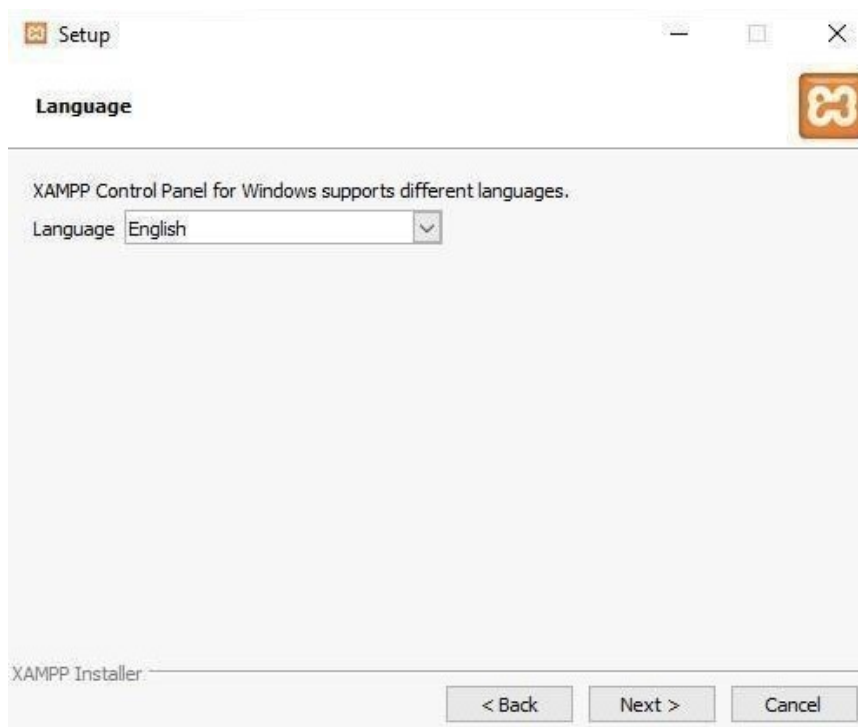 Setup
Language
XAMPP Control Panel for Windows supports different languages.
Language English
XAMPP Installer
< Back Next > Cancel